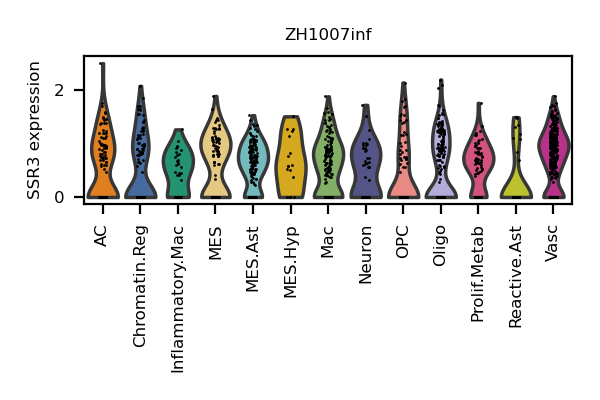 ZH1007inf
SSR3 expression
2
0
AC
Chromatin.Reg
Inflammatory.Mac
MES
MES.Ast
MES.Hyp
Mac
Neuron
OPC
Oligo
Prolif.Metab
Reactive.Ast
Vasc